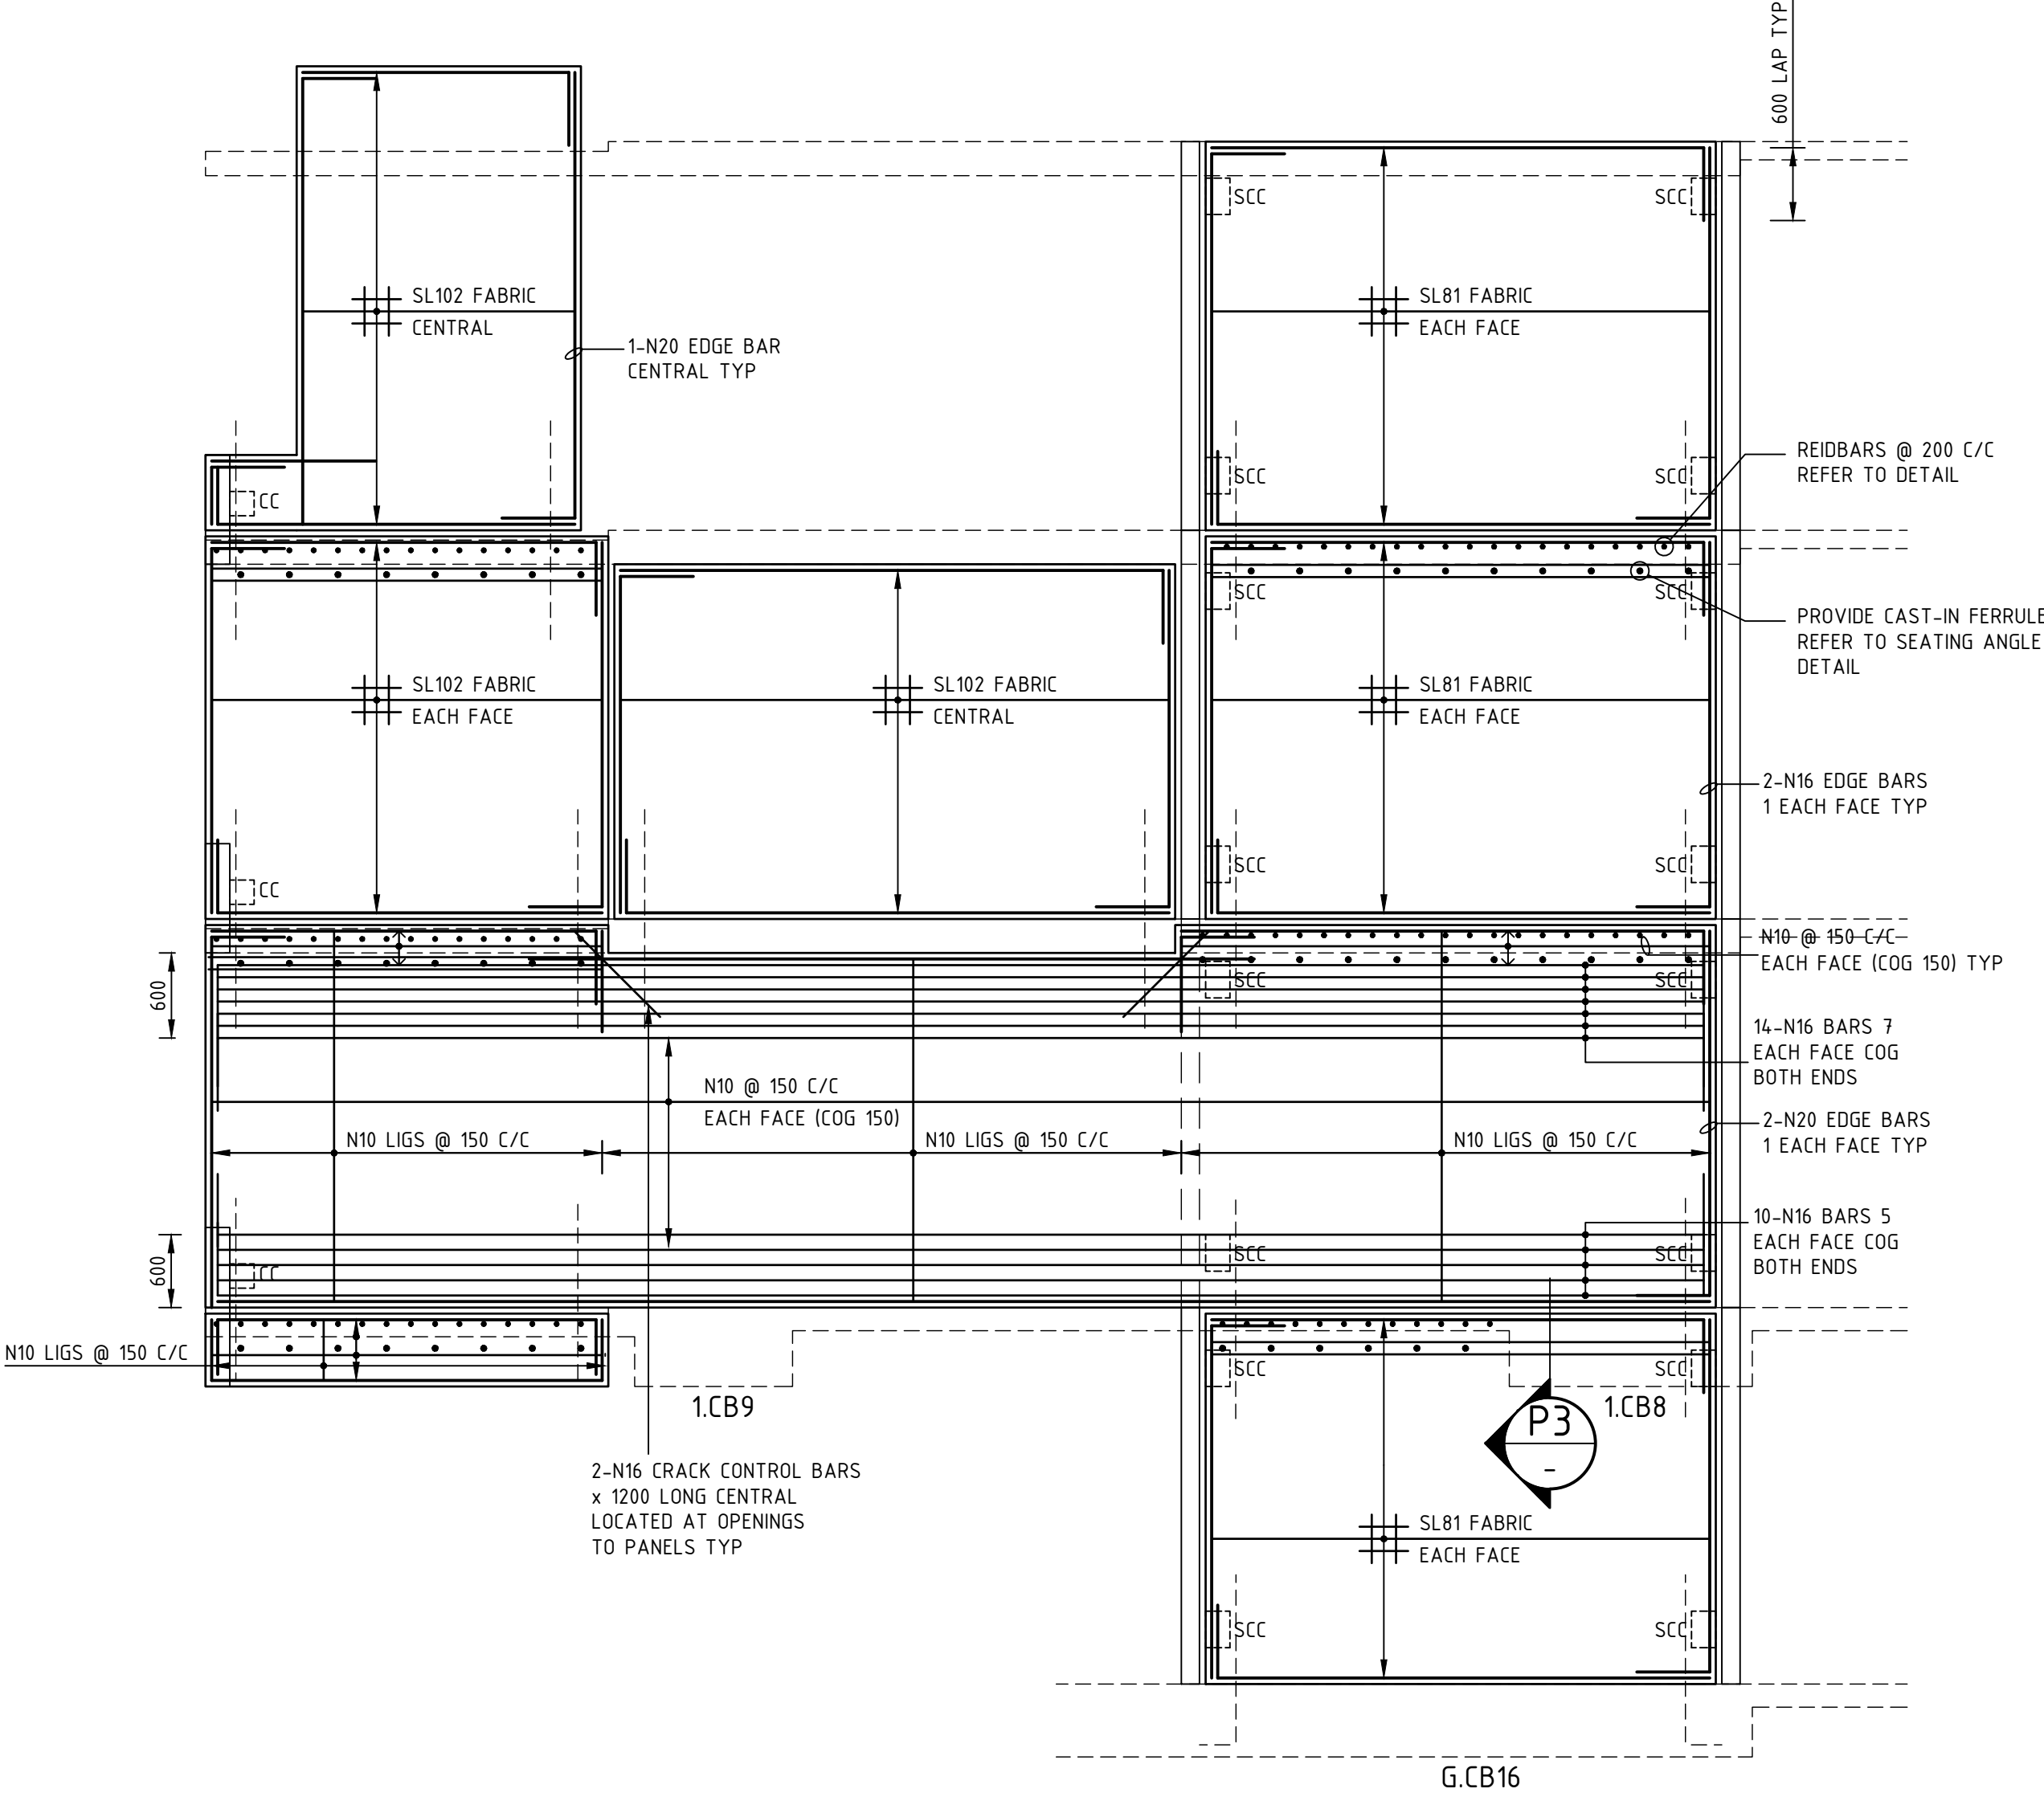 600 LAP TYP
SCC
SCC
SL102 FABRIC
CENTRAL
SL81 FABRIC
EACH FACE
1-N20 EDGE BAR
CENTRAL TYP
REIDBARS @ 200 C/C
REFER TO DETAIL
SCC
SCC
CC
SCC
SCC
PROVIDE CAST-IN FERRULE
REFER TO SEATING ANGLE
DETAIL
SL102 FABRIC
EACH FACE
SL102 FABRIC
CENTRAL
SL81 FABRIC
EACH FACE
2-N16 EDGE BARS
1 EACH FACE TYP
SCC
SCC
CC
N10 @ 150 C/C
EACH FACE (COG 150) TYP
600
SCC
SCC
14-N16 BARS 7
EACH FACE COG
BOTH ENDS
N10 @ 150 C/C
EACH FACE (COG 150)
N10 LIGS @ 150 C/C
N10 LIGS @ 150 C/C
N10 LIGS @ 150 C/C
2-N20 EDGE BARS
1 EACH FACE TYP
10-N16 BARS 5
EACH FACE COG
BOTH ENDS
600
CC
SCC
SCC
N10 LIGS @ 150 C/C
SCC
SCC
1.CB9
1.CB8
P3
-
2-N16 CRACK CONTROL BARS
x 1200 LONG CENTRAL
LOCATED AT OPENINGS
TO PANELS TYP
SL81 FABRIC
EACH FACE
SCC
SCC
G.CB16